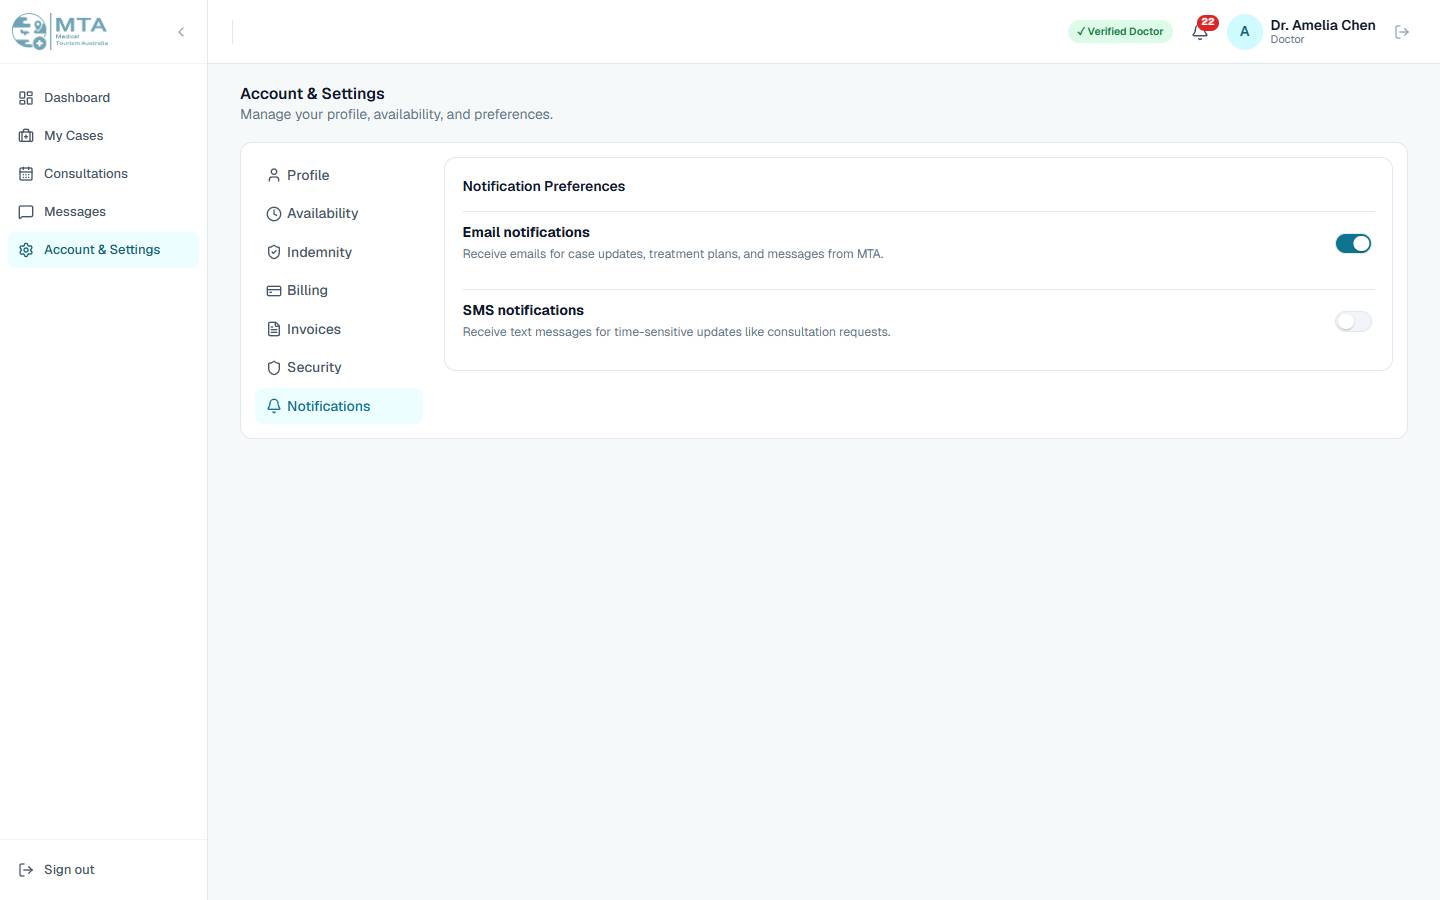 MTA
Medical
Tourism Australia
✓ Verified Doctor
22
A
Dr. Amelia Chen
Doctor
Dashboard
My Cases
Consultations
Messages
Account & Settings
Sign out
Account & Settings
Manage your profile, availability, and preferences.
Profile
Availability
Indemnity
Billing
Invoices
Security
Notifications
Notification Preferences
Email notifications
Receive emails for case updates, treatment plans, and messages from MTA.
SMS notifications
Receive text messages for time-sensitive updates like consultation requests.